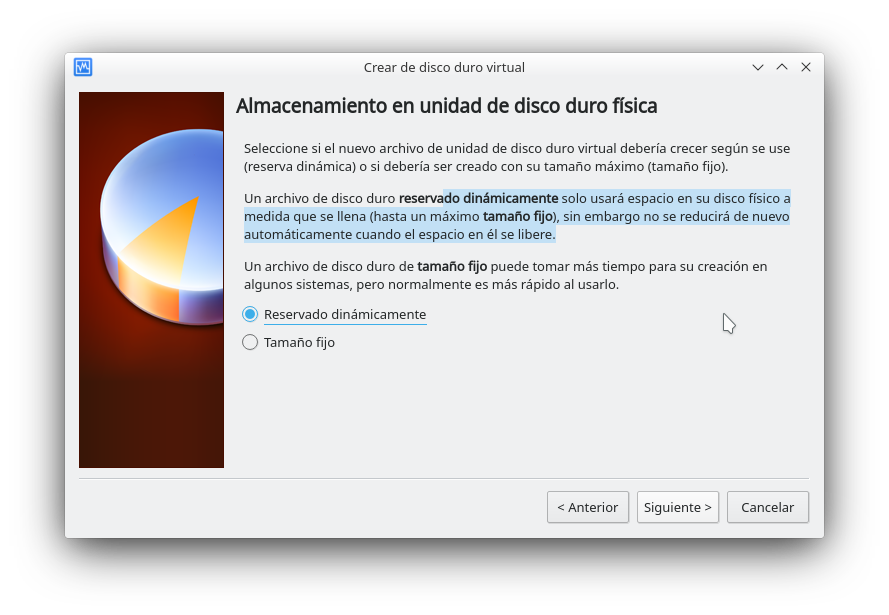 Crear de disco duro virtual
Almacenamiento en unidad de disco duro física
Seleccione si el nuevo archivo de unidad de disco duro virtual debería crecer según se use
(reserva dinámica) o si debería ser creado con su tamaño máximo (tamaño fijo).
Un archivo de disco duro reservado dinámicamente solo usará espacio en su disco físico a
medida que se llena (hasta un máximo tamaño fijo), sin embargo no se reducirá de nuevo
automáticamente cuando el espacio en él se libere.
Un archivo de disco duro de tamaño fijo puede tomar más tiempo para su creación en
algunos sistemas, pero normalmente es más rápido al usarlo.
Reservado dinámicamente
Tamaño fijo
< Anterior Siguiente > Cancelar